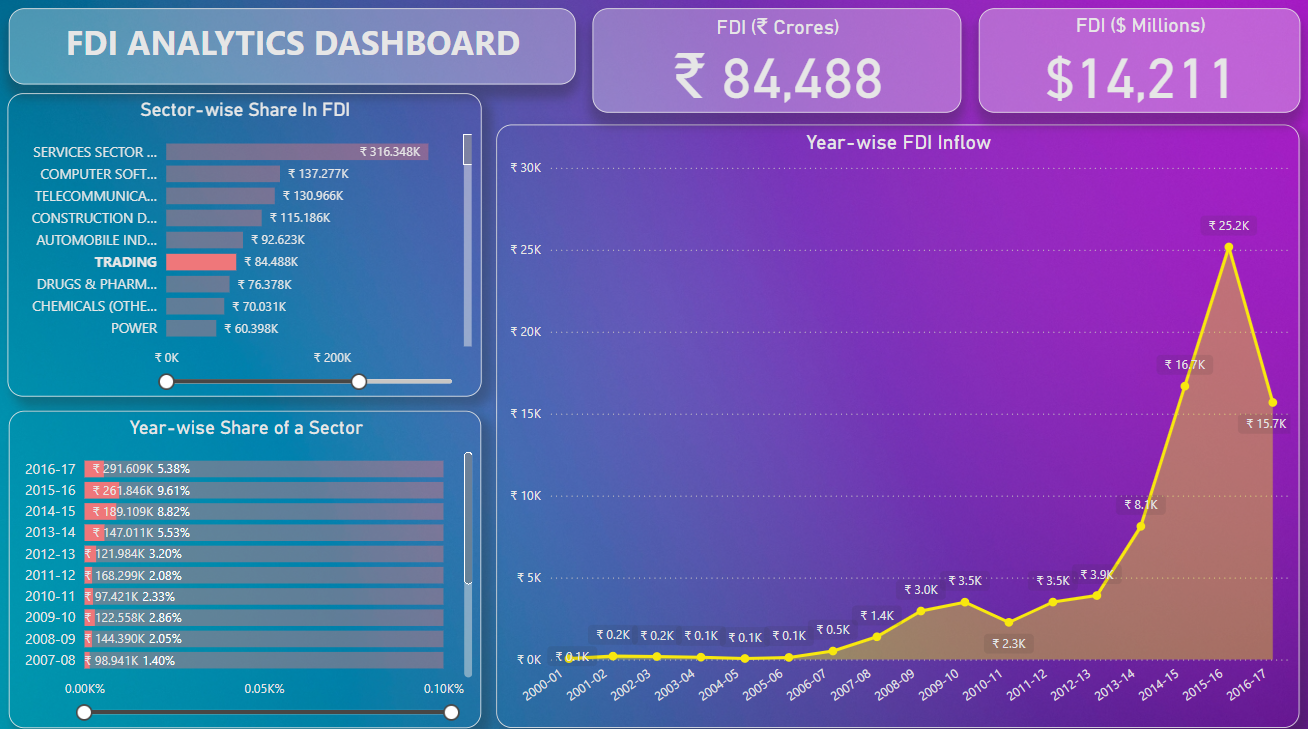 FDI ANALYTICS DASHBOARD
FDI (₹ Crores)
₹ 84,488
FDI ($ Millions)
$14,211
Sector-wise Share In FDI
SERVICES SECTOR ... ₹ 316.348K
COMPUTER SOFT... ₹ 137.277K
TELECOMMUNICA... ₹ 130.966K
CONSTRUCTION D... ₹ 115.186K
AUTOMOBILE IND... ₹ 92.623K
TRADING ₹ 84.488K
DRUGS & PHARM... ₹ 76.378K
CHEMICALS (OTHE... ₹ 70.031K
POWER ₹ 60.398K
₹ 0K ₹ 200K
Year-wise Share of a Sector
2016-17 ₹ 291.609K 5.38%
2015-16 ₹ 261.846K 9.61%
2014-15 ₹ 189.109K 8.82%
2013-14 ₹ 147.011K 5.53%
2012-13 ₹ 121.984K 3.20%
2011-12 ₹ 168.299K 2.08%
2010-11 ₹ 97.421K 2.33%
2009-10 ₹ 122.558K 2.86%
2008-09 ₹ 144.390K 2.05%
2007-08 ₹ 98.941K 1.40%
0.00K% 0.05K% 0.10K%
Year-wise FDI Inflow
₹ 30K
₹ 25K
₹ 20K
₹ 15K
₹ 10K
₹ 5K
₹ 0K
₹ 0.1K
₹ 0.2K
₹ 0.2K
₹ 0.1K
₹ 0.1K
₹ 0.1K
₹ 0.5K
₹ 1.4K
₹ 3.0K
₹ 3.5K
₹ 2.3K
₹ 3.5K
₹ 3.9K
₹ 8.1K
₹ 16.7K
₹ 25.2K
₹ 15.7K
2000-01
2001-02
2002-03
2003-04
2004-05
2005-06
2006-07
2007-08
2008-09
2009-10
2010-11
2011-12
2012-13
2013-14
2014-15
2015-16
2016-17